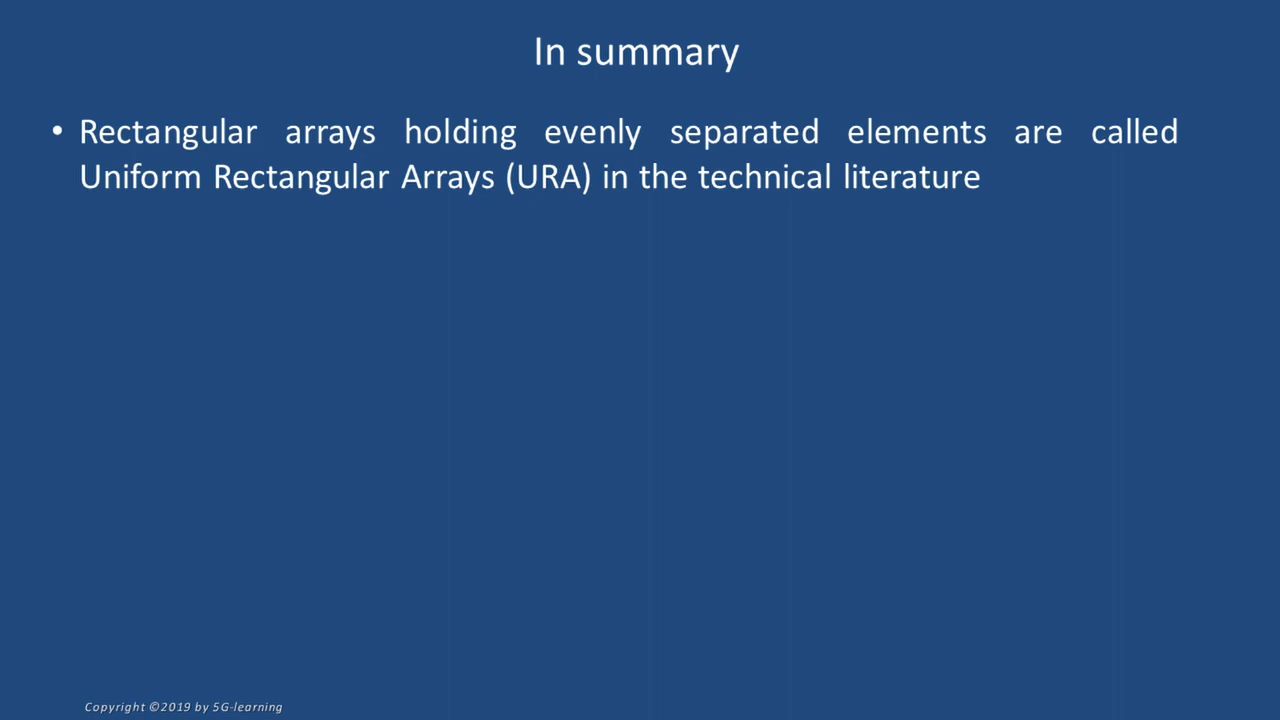 In summary
• Rectangular arrays holding evenly separated elements are called
Uniform Rectangular Arrays (URA) in the technical literature
Copyright ©2019 by 5G-learning